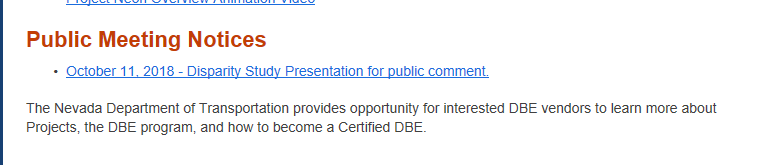 Project Neon Overview Animation Video
Public Meeting Notices
• October 11, 2018 - Disparity Study Presentation for public comment.
The Nevada Department of Transportation provides opportunity for interested DBE vendors to learn more about
Projects, the DBE program, and how to become a Certified DBE.